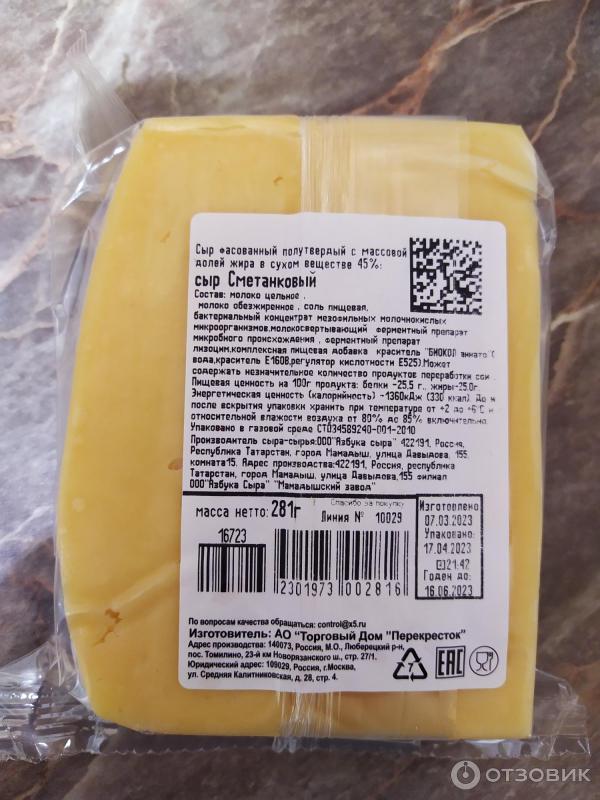 Сыр фасованный полутвердый с массовой
долей жира в сухом веществе 45%:
сыр Сметанковый
Состав: молоко цельное ,
молоко обезжиренное , соль пищевая,
бактериальный концентрат мезофильных молочнокислых
микроорганизмов,молокосвертывающий ферментный препарат
микробного происхождения , ферментный препарат
лизоцим,комплексная пищевая добавка краситель "БИОКОЛ аннато"(
вода,краситель Е160В,регулятор кислотности Е525).Может
содержать незначительное количество продуктов переработки сои .
Пищевая ценность на 100г продукта: белки -25,5 г., жиры-25.0г.
Энергетическая ценность (калорийность) -1360кДж (330 ккал). До и
после вскрытия упаковки хранить при температуре от +2 до +6°С и
относительной влажности воздуха от 80% до 85% включительно.
Упаковано в газовой среде СТО34589240-001-2010
Производитель сыра-сырья:ООО"Азбука сыра" 422191, Россия,
Республика Татарстан, город Мамадыш, улица Давыдова, 155,
комната15. Адрес производства:422191, Россия, республика
Татарстан, город Мамадыш, улица Давыдова,155 филиал
ООО"Азбука Сыра" "Мамадышский завод"
Спасибо за покупку
масса нетто: 281г Линия № 10029
16723
2301973 002816
Изготовлено:
07.03.2023
Упаковано:
17.04.2023
21:42
Годен до:
16.06.2023
По вопросам качества обращаться: control@x5.ru
Изготовитель: АО "Торговый Дом "Перекресток"
Адрес производства: 140073, Россия, М.О., Люберецкий р-н,
пос. Томилино, 23-й км Новорязанского ш., стр. 27/1.
Юридический адрес: 109029, Россия, г.Москва,
ул. Средняя Калитниковская, д. 28, стр. 4.
EAC
ОТЗОВИК